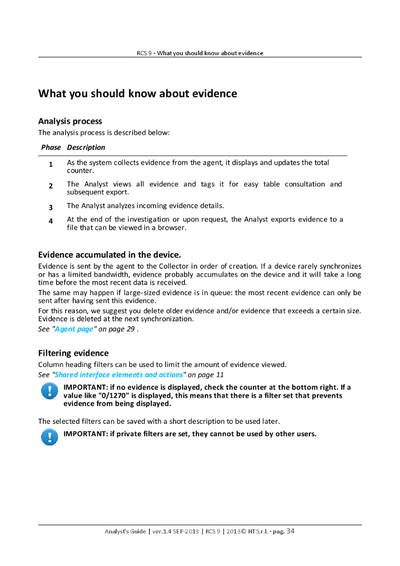 RCS 9 - What you should know about evidence
What you should know about evidence
Analysis process
The analysis process is described below:
Phase Description
1 As the system collects evidence from the agent, it displays and updates the total
counter.
2 The Analyst views all evidence and tags it for easy table consultation and
subsequent export.
3 The Analyst analyzes incoming evidence details.
4 At the end of the investigation or upon request, the Analyst exports evidence to a
file that can be viewed in a browser.
Evidence accumulated in the device.
Evidence is sent by the agent to the Collector in order of creation. If a device rarely synchronizes
or has a limited bandwidth, evidence probably accumulates on the device and it will take a long
time before the most recent data is received.
The same may happen if large-sized evidence is in queue: the most recent evidence can only be
sent after having sent this evidence.
For this reason, we suggest you delete older evidence and/or evidence that exceeds a certain size.
Evidence is deleted at the next synchronization.
See "Agent page" on page 29 .
Filtering evidence
Column heading filters can be used to limit the amount of evidence viewed.
See "Shared interface elements and actions" on page 11
IMPORTANT: if no evidence is displayed, check the counter at the bottom right. If a
value like "0/1270" is displayed, this means that there is a filter set that prevents
evidence from being displayed.
The selected filters can be saved with a short description to be used later.
IMPORTANT: if private filters are set, they cannot be used by other users.
Analyst's Guide | ver.1.4 SEP-2013 | RCS 9 | 2013© HT S.r.l. - pag. 34